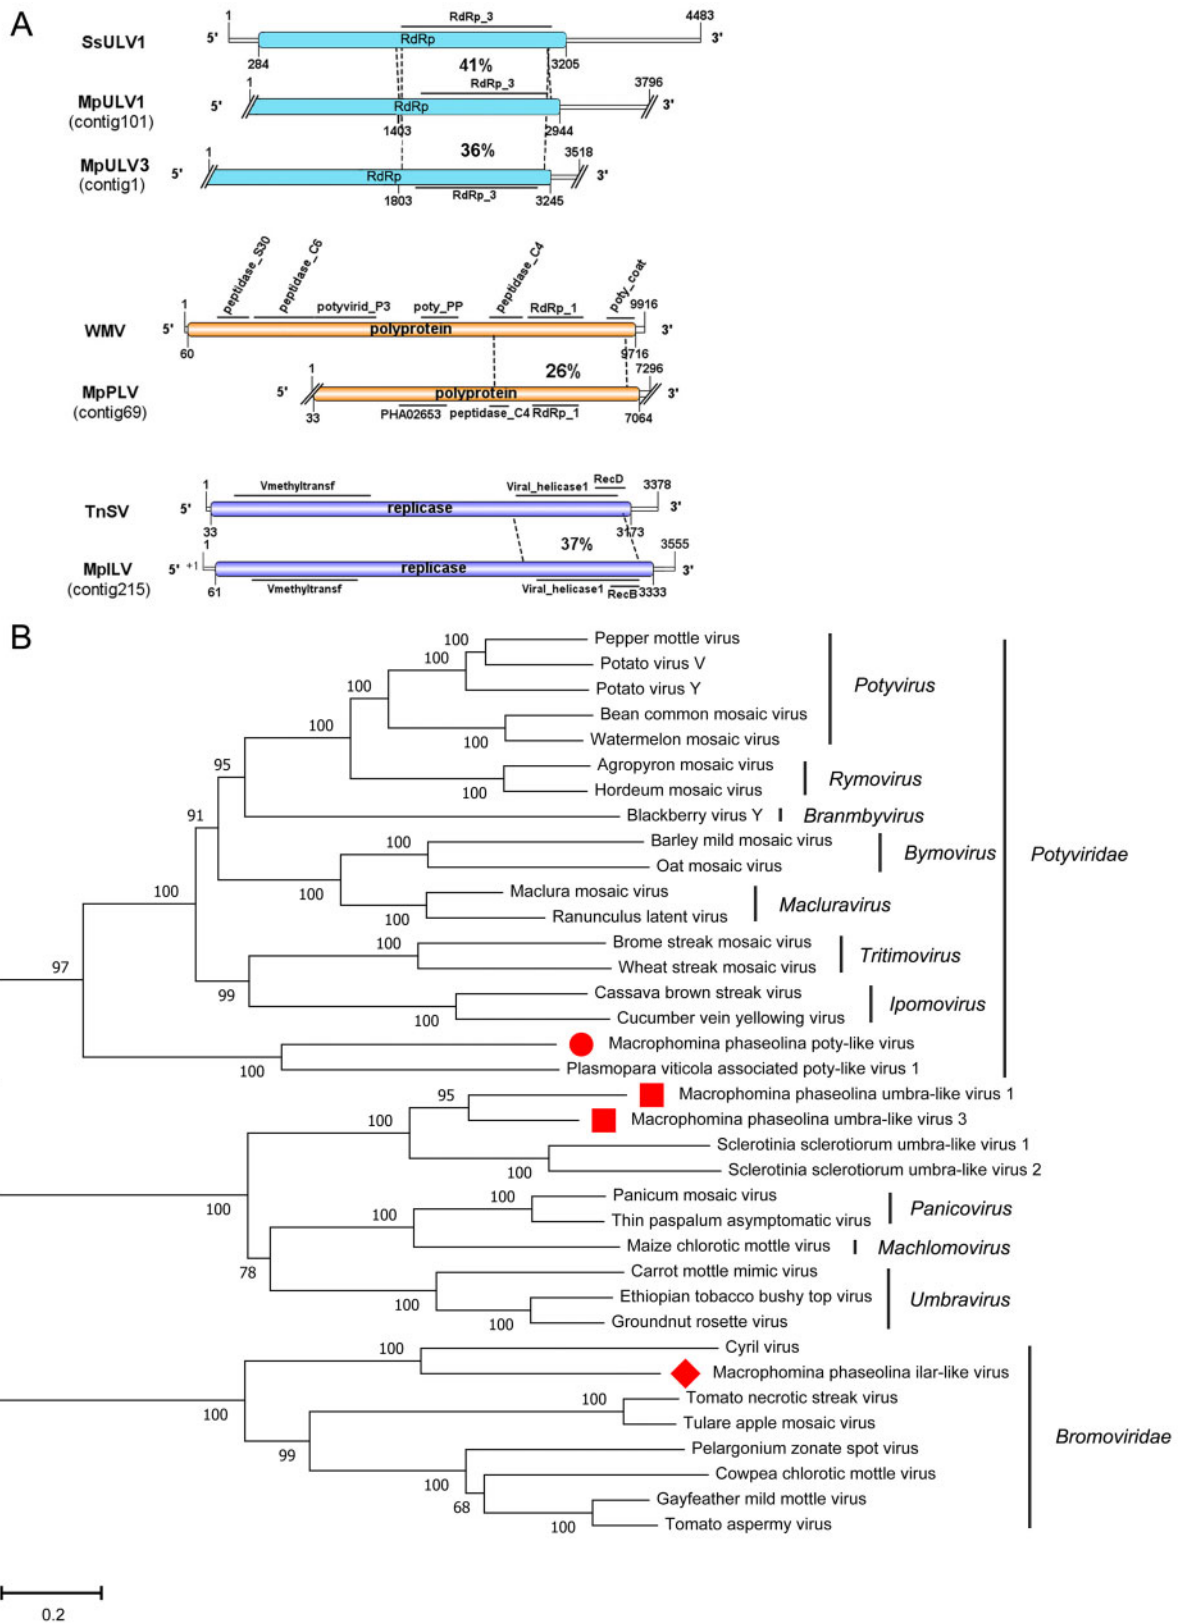 A
1
RdRp_3
4483
SsULV1
5'
RdRp
3'
284
41%
3205
1
RdRp_3
3796
MpULV1
5'
RdRp
3'
(contig101)
1403
2944
1
36%
3518
MpULV3
5'
RdRp
3'
(contig1)
1803
RdRp_3
3245
peptidase_S30
peptidase_C6
peptidase_C4
poty_coat
1
potyvirid_P3
poty_PP
RdRp_1
9916
WMV
5'
polyprotein
3'
60
9716
1
26%
7296
MpPLV
5'
polyprotein
3'
(contig69)
33
PHA02653
peptidase_C4
RdRp_1
7064
1
Vmethyltransf
Viral_helicase1
RecD
3378
TnSV
5'
replicase
3'
33
3173
1
37%
3555
MpILV
5'
+1
replicase
3'
(contig215)
61
Vmethyltransf
Viral_helicase1
RecB
3333
B
100
Pepper mottle virus
100
Potato virus V
100
Potato virus Y
Potyvirus
100
Bean common mosaic virus
100
Watermelon mosaic virus
95
Agropyron mosaic virus
100
Hordeum mosaic virus
Rymovirus
91
Blackberry virus Y
Branmbyvirus
100
Barley mild mosaic virus
Oat mosaic virus
Bymovirus
Potyviridae
100
100
Maclura mosaic virus
100
Ranunculus latent virus
Macluravirus
100
Brome streak mosaic virus
97
Wheat streak mosaic virus
Tritimovirus
99
Cassava brown streak virus
100
Cucumber vein yellowing virus
Ipomovirus
Macrophomina phaseolina poty-like virus
100
Plasmopara viticola associated poty-like virus 1
95
Macrophomina phaseolina umbra-like virus 1
100
Macrophomina phaseolina umbra-like virus 3
Sclerotinia sclerotiorum umbra-like virus 1
100
Sclerotinia sclerotiorum umbra-like virus 2
100
100
Panicum mosaic virus
100
Thin paspalum asymptomatic virus
Panicovirus
Maize chlorotic mottle virus
Machlomovirus
78
Carrot mottle mimic virus
100
Ethiopian tobacco bushy top virus
Umbravirus
100
Groundnut rosette virus
100
Cyril virus
Macrophomina phaseolina ilar-like virus
100
100
Tomato necrotic streak virus
Tulare apple mosaic virus
99
Pelargonium zonate spot virus
Bromoviridae
100
Cowpea chlorotic mottle virus
68
Gayfeather mild mottle virus
100
Tomato aspermy virus
0.2